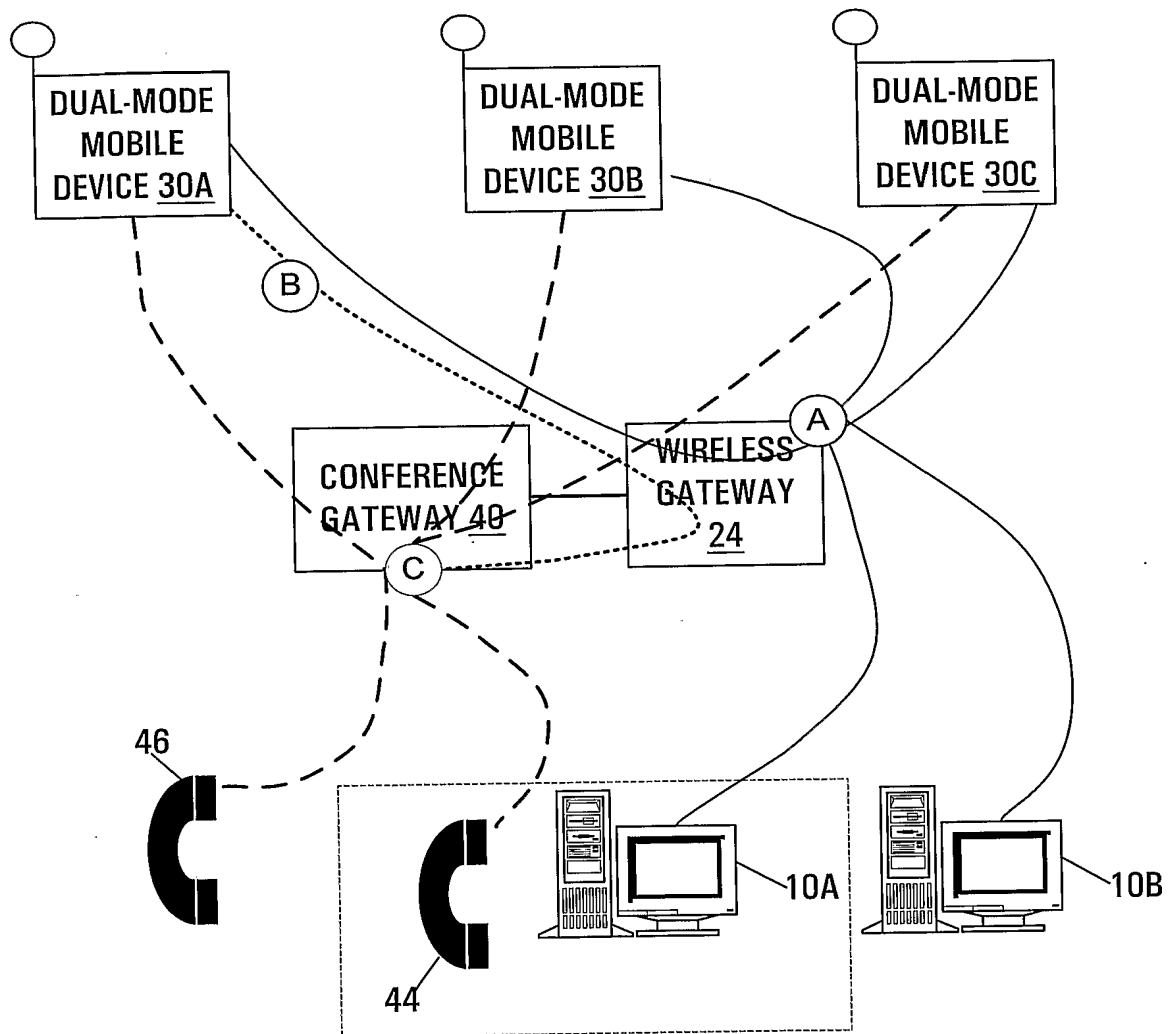 DUAL-MODE
MOBILE
DEVICE 30A
DUAL-MODE
MOBILE
DEVICE 30B
DUAL-MODE
MOBILE
DEVICE 30C
B
A
CONFERENCE
GATEWAY 40
WIRELESS
GATEWAY
24
C
46
44
10A
10B